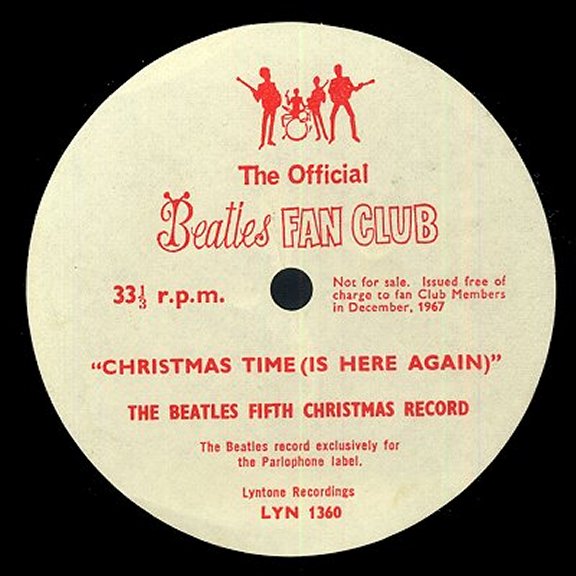 The Official
Beatles FAN CLUB
33⅓ r.p.m.
Not for sale. Issued free of
charge to fan Club Members
in December, 1967
"CHRISTMAS TIME (IS HERE AGAIN)"
THE BEATLES FIFTH CHRISTMAS RECORD
The Beatles record exclusively for
the Parlophone label.
Lyntone Recordings
LYN 1360